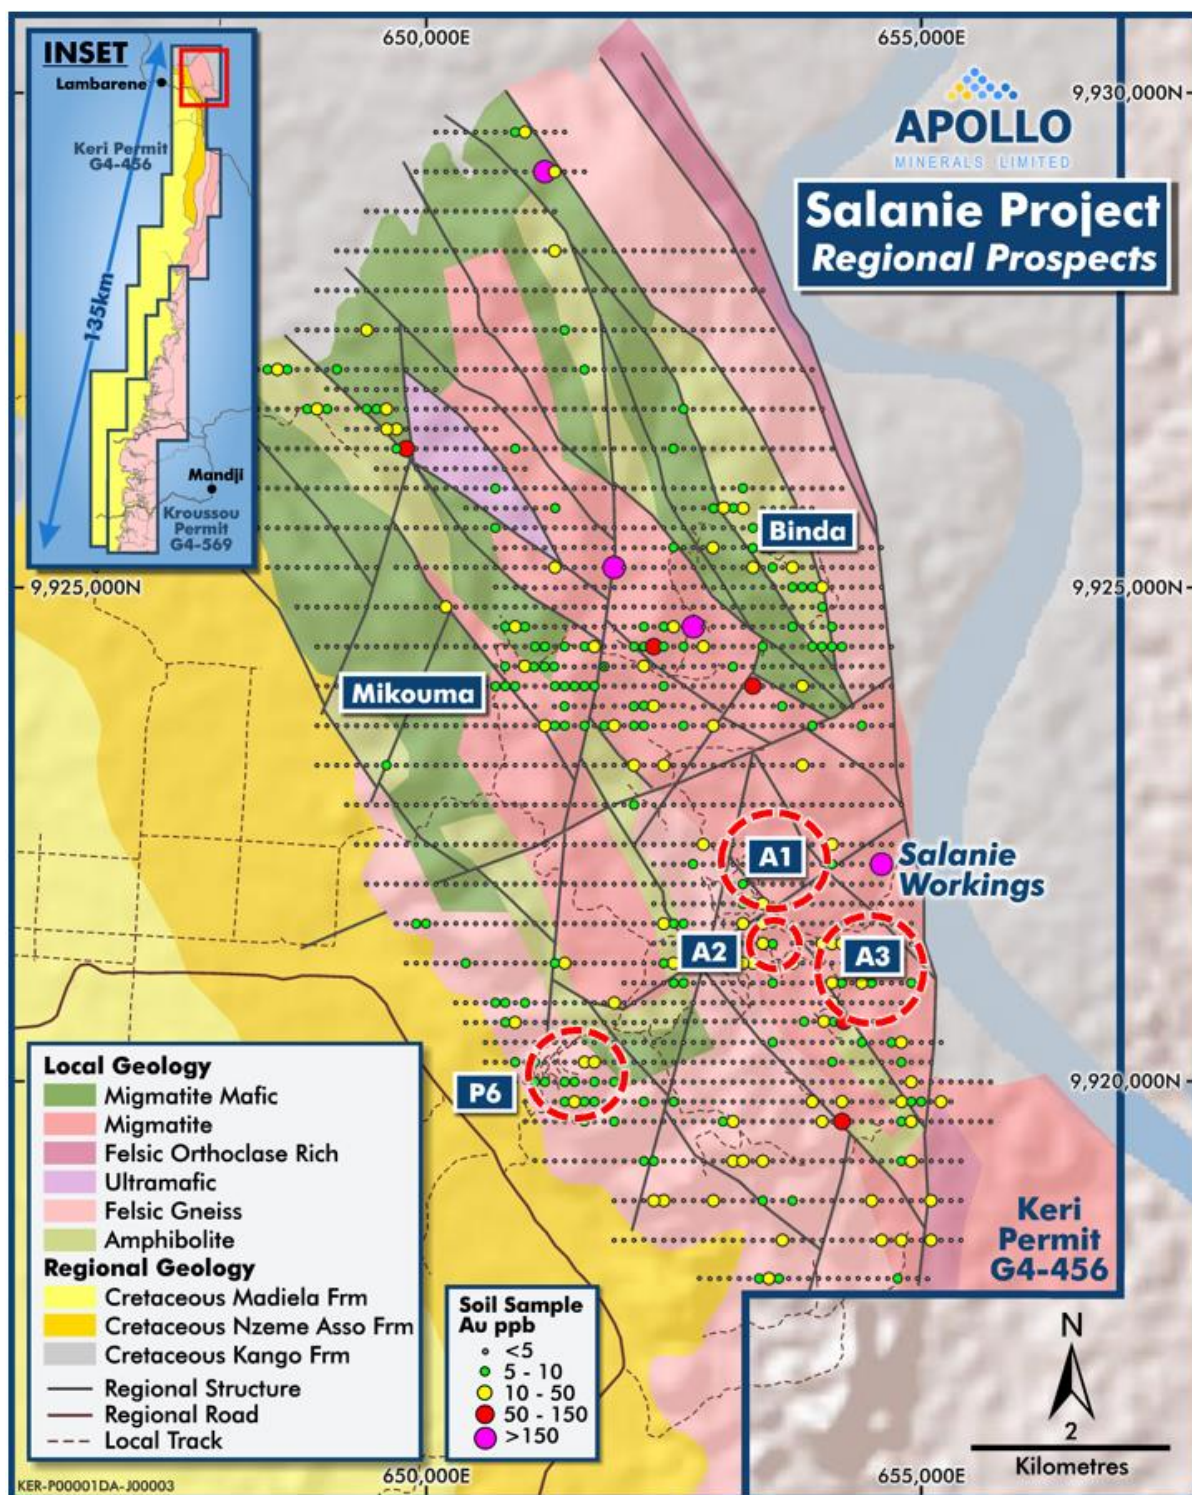 650,000E
655,000E
INSET
Lambarene
Keri Permit
G4-456
135km
Mandji
Kroussou
Permit
G4-569
9,930,000N
APOLLO
MINERALS LIMITED
Salanie Project
Regional Prospects
Binda
9,925,000N
9,925,000N
Mikouma
A1
Salanie
Workings
A2
A3
P6
9,920,000N
Local Geology
Migmatite Mafic
Migmatite
Felsic Orthoclase Rich
Ultramafic
Felsic Gneiss
Amphibolite
Regional Geology
Cretaceous Madiela Frm
Cretaceous Nzeme Asso Frm
Cretaceous Kango Frm
Regional Structure
Regional Road
Local Track
KER-P00001DA-J00003
Soil Sample
Au ppb
<5
5 - 10
10 - 50
50 - 150
>150
Keri
Permit
G4-456
N
2
Kilometres
650,000E
655,000E